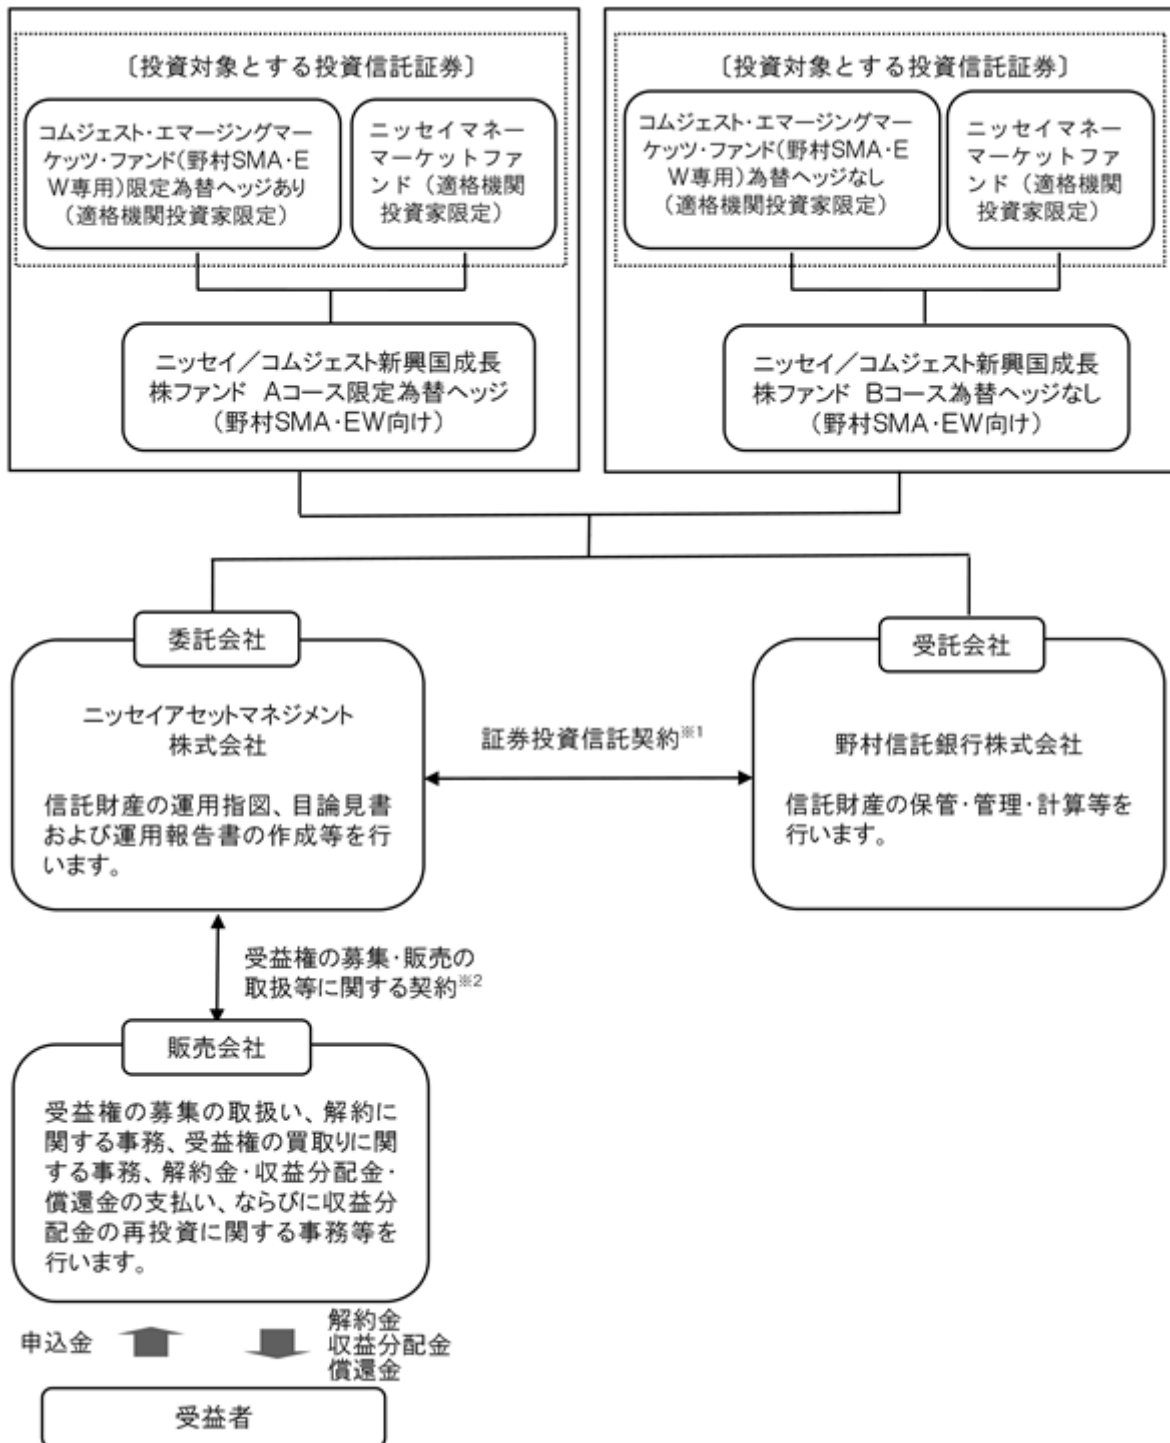 〔投資対象とする投資信託証券〕
コムジェスト・エマージングマー
ケッツ・ファンド(野村SMA・E
W専用)限定為替ヘッジあり
(適格機関投資家限定)
ニッセイマネー
マーケットファ
ンド(適格機関
投資家限定)
ニッセイ／コムジェスト新興国成長
株ファンド Aコース限定為替ヘッジ
(野村SMA・EW向け)
〔投資対象とする投資信託証券〕
コムジェスト・エマージングマー
ケッツ・ファンド(野村SMA・E
W専用)為替ヘッジなし
(適格機関投資家限定)
ニッセイマネー
マーケットファ
ンド(適格機関
投資家限定)
ニッセイ／コムジェスト新興国成長
株ファンド Bコース為替ヘッジなし
(野村SMA・EW向け)
委託会社
ニッセイアセットマネジメント
株式会社
信託財産の運用指図、目論見書
および運用報告書の作成等を行
います。
証券投資信託契約※1
受託会社
野村信託銀行株式会社
信託財産の保管・管理・計算等を
行います。
受益権の募集・販売の
取扱等に関する契約※2
販売会社
受益権の募集の取扱い、解約に
関する事務、受益権の買取りに関
する事務、解約金・収益分配金・
償還金の支払い、ならびに収益分
配金の再投資に関する事務等を
行います。
申込金
解約金
収益分配金
償還金
受益者